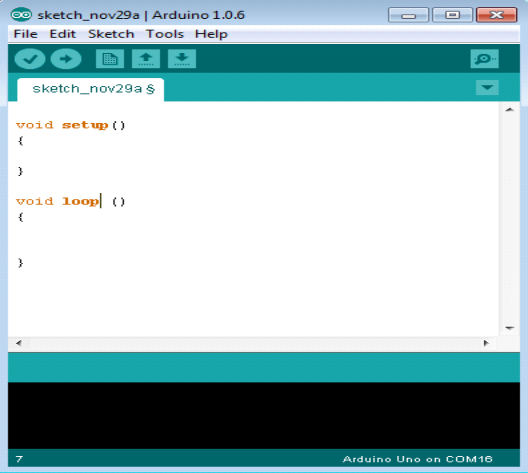 sketch_nov29a | Arduino 1.0.6
File Edit Sketch Tools Help
sketch_nov29a §
void setup()
{
}
void loop ()
{
}
7 Arduino Uno on COM16